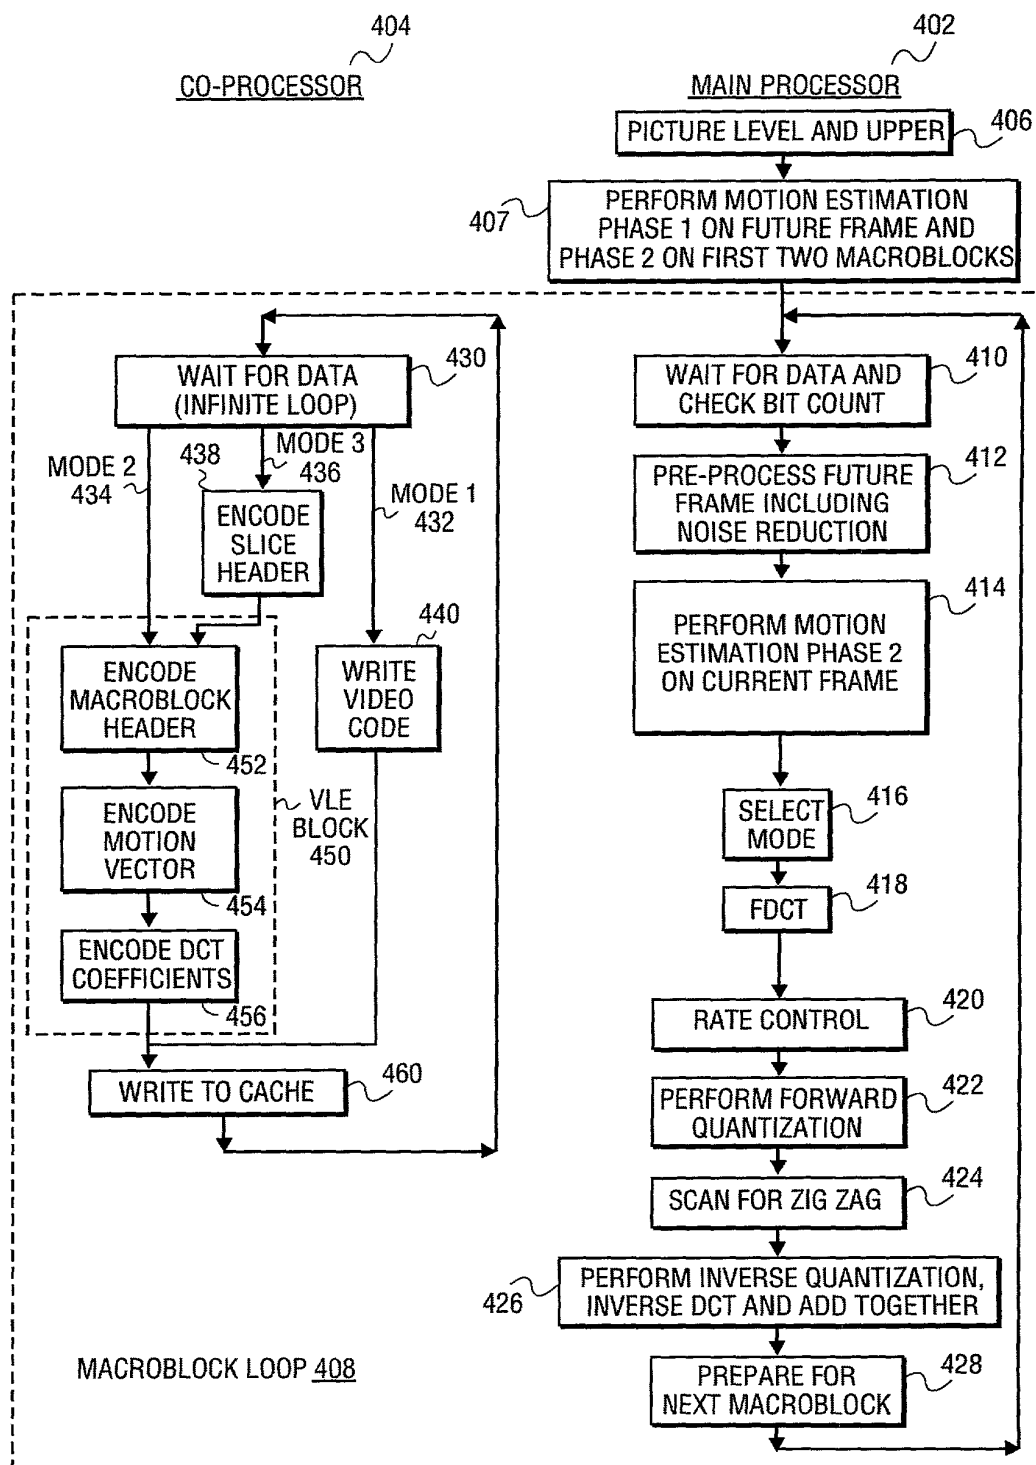 404
CO-PROCESSOR
402
MAIN PROCESSOR
PICTURE LEVEL AND UPPER
406
407
PERFORM MOTION ESTIMATION
PHASE 1 ON FUTURE FRAME AND
PHASE 2 ON FIRST TWO MACROBLOCKS
WAIT FOR DATA
(INFINITE LOOP)
430
MODE 2
434
438
MODE 3
436
MODE 1
432
ENCODE
SLICE
HEADER
440
WRITE
VIDEO
CODE
ENCODE
MACROBLOCK
HEADER
452
ENCODE
MOTION
VECTOR
454
VLE
BLOCK
450
ENCODE DCT
COEFFICIENTS
456
WRITE TO CACHE
460
MACROBLOCK LOOP 408
WAIT FOR DATA AND
CHECK BIT COUNT
410
PRE-PROCESS FUTURE
FRAME INCLUDING
NOISE REDUCTION
412
PERFORM MOTION
ESTIMATION PHASE 2
ON CURRENT FRAME
414
SELECT
MODE
416
FDCT
418
RATE CONTROL
420
PERFORM FORWARD
QUANTIZATION
422
SCAN FOR ZIG ZAG
424
426
PERFORM INVERSE QUANTIZATION,
INVERSE DCT AND ADD TOGETHER
PREPARE FOR
NEXT MACROBLOCK
428